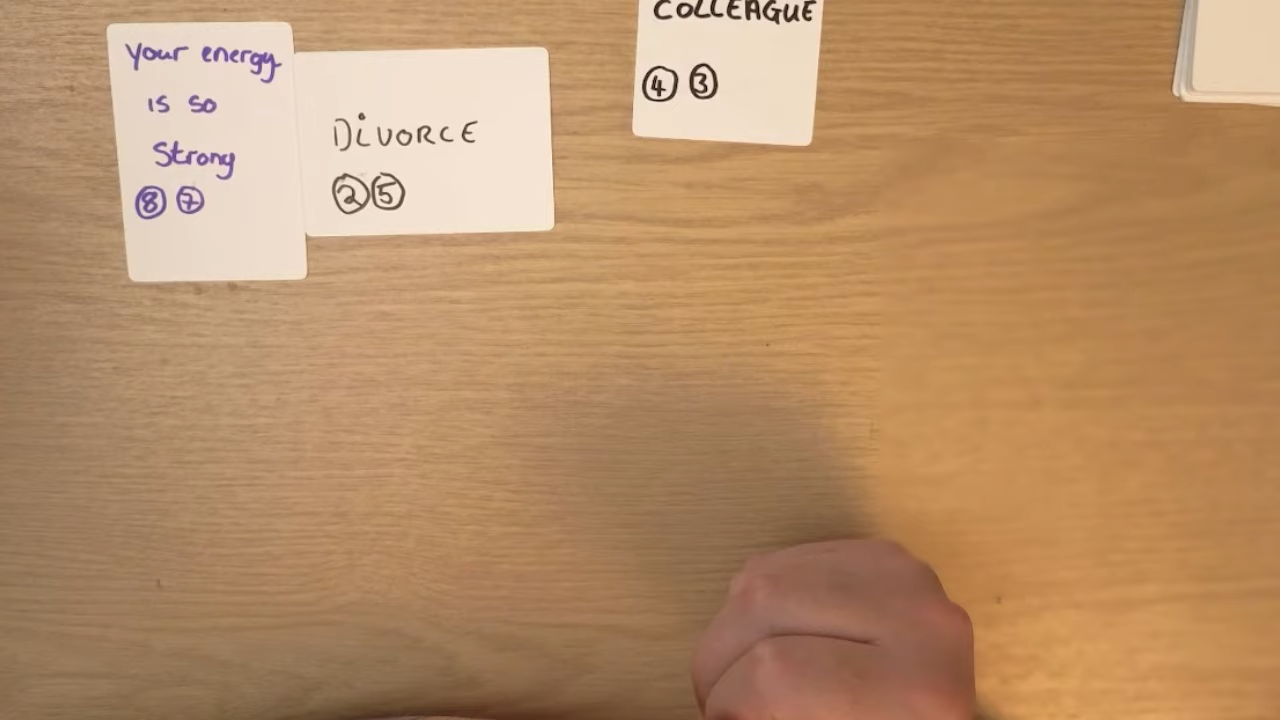 Your energy
is so
Strong
8 7
DiVORCE
2 5
COLLEAGUE
4 3